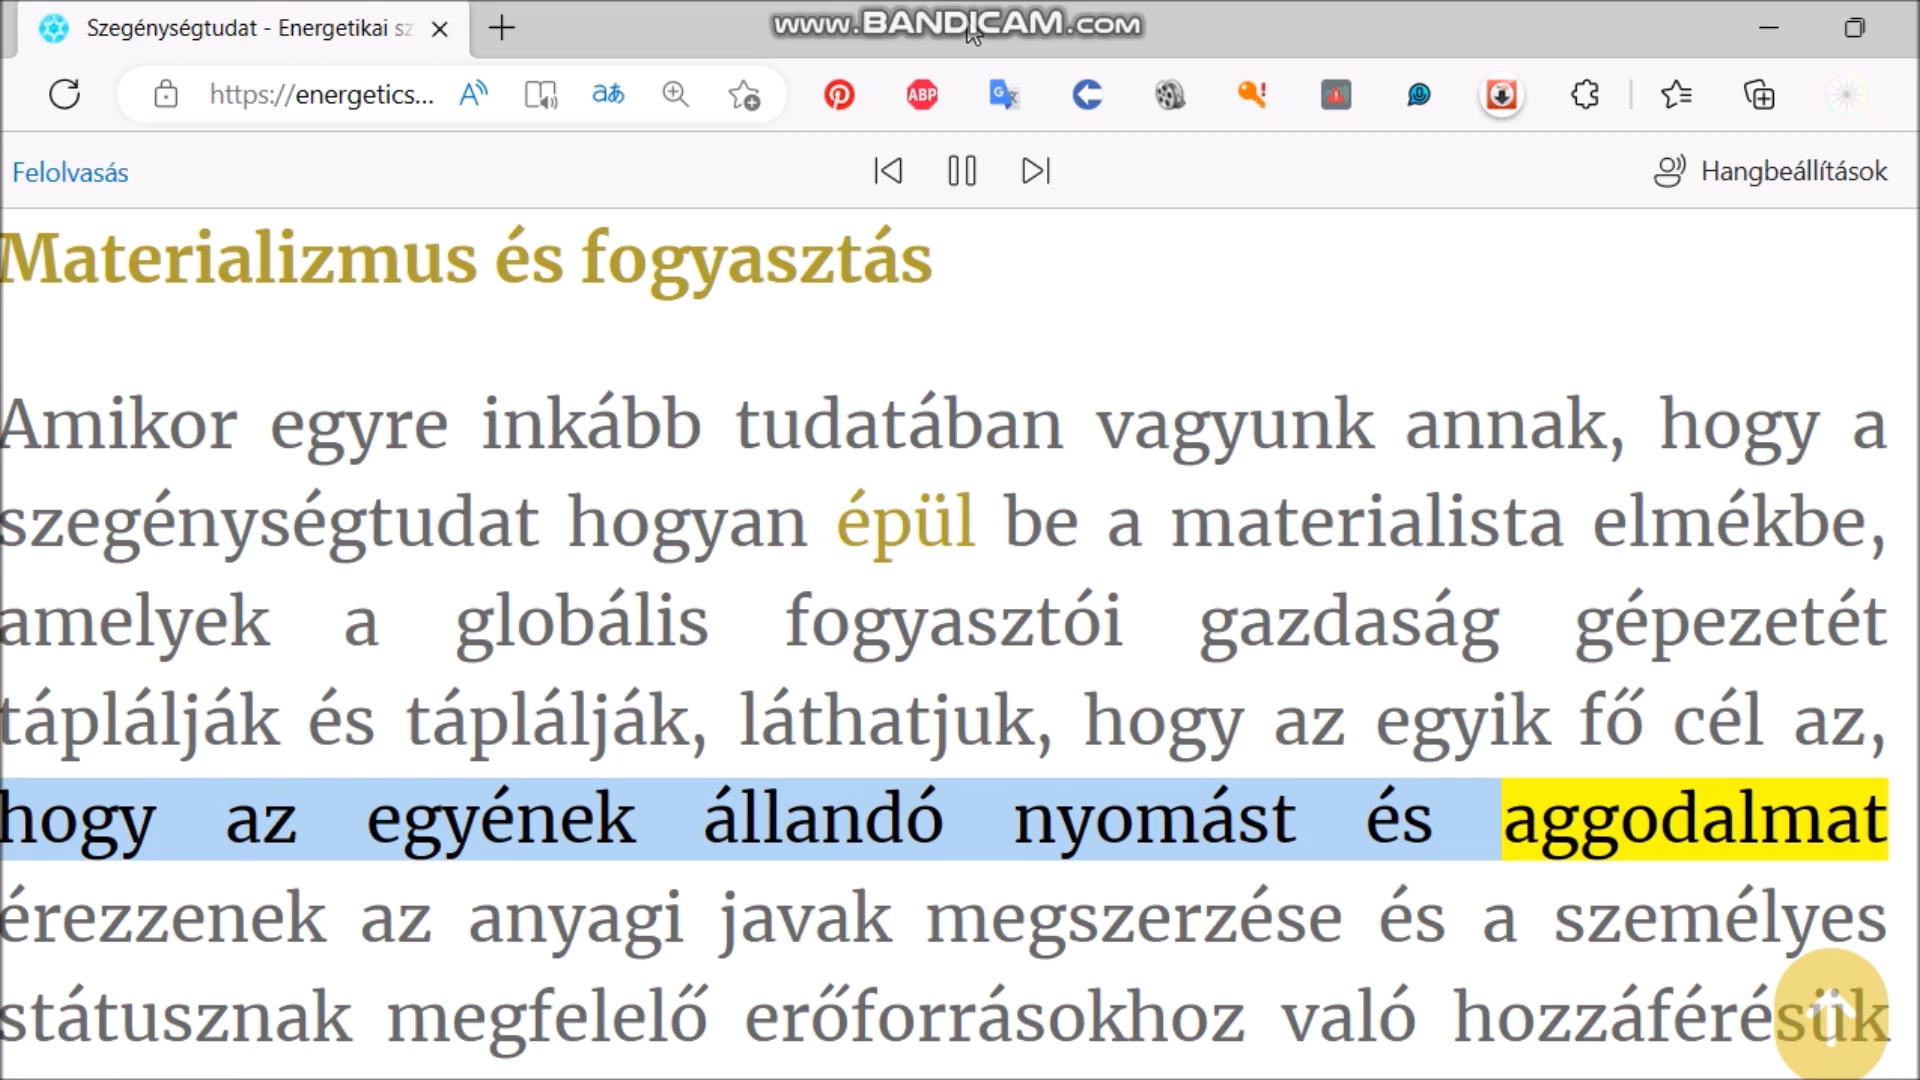 Szegénységtudat - Energetikai sz
www.BANDICAM.com
https://energetics...
ABP
Felolvasás
Hangbeállítások
Materializmus és fogyasztás
Amikor egyre inkább tudatában vagyunk annak, hogy a
szegénységtudat hogyan épül be a materialista elmékbe,
amelyek a globális fogyasztói gazdaság gépezetét
táplálják és táplálják, láthatjuk, hogy az egyik fő cél az,
hogy az egyének állandó nyomást és aggodalmat
érezzenek az anyagi javak megszerzése és a személyes
státusznak megfelelő erőforrásokhoz való hozzáférésük